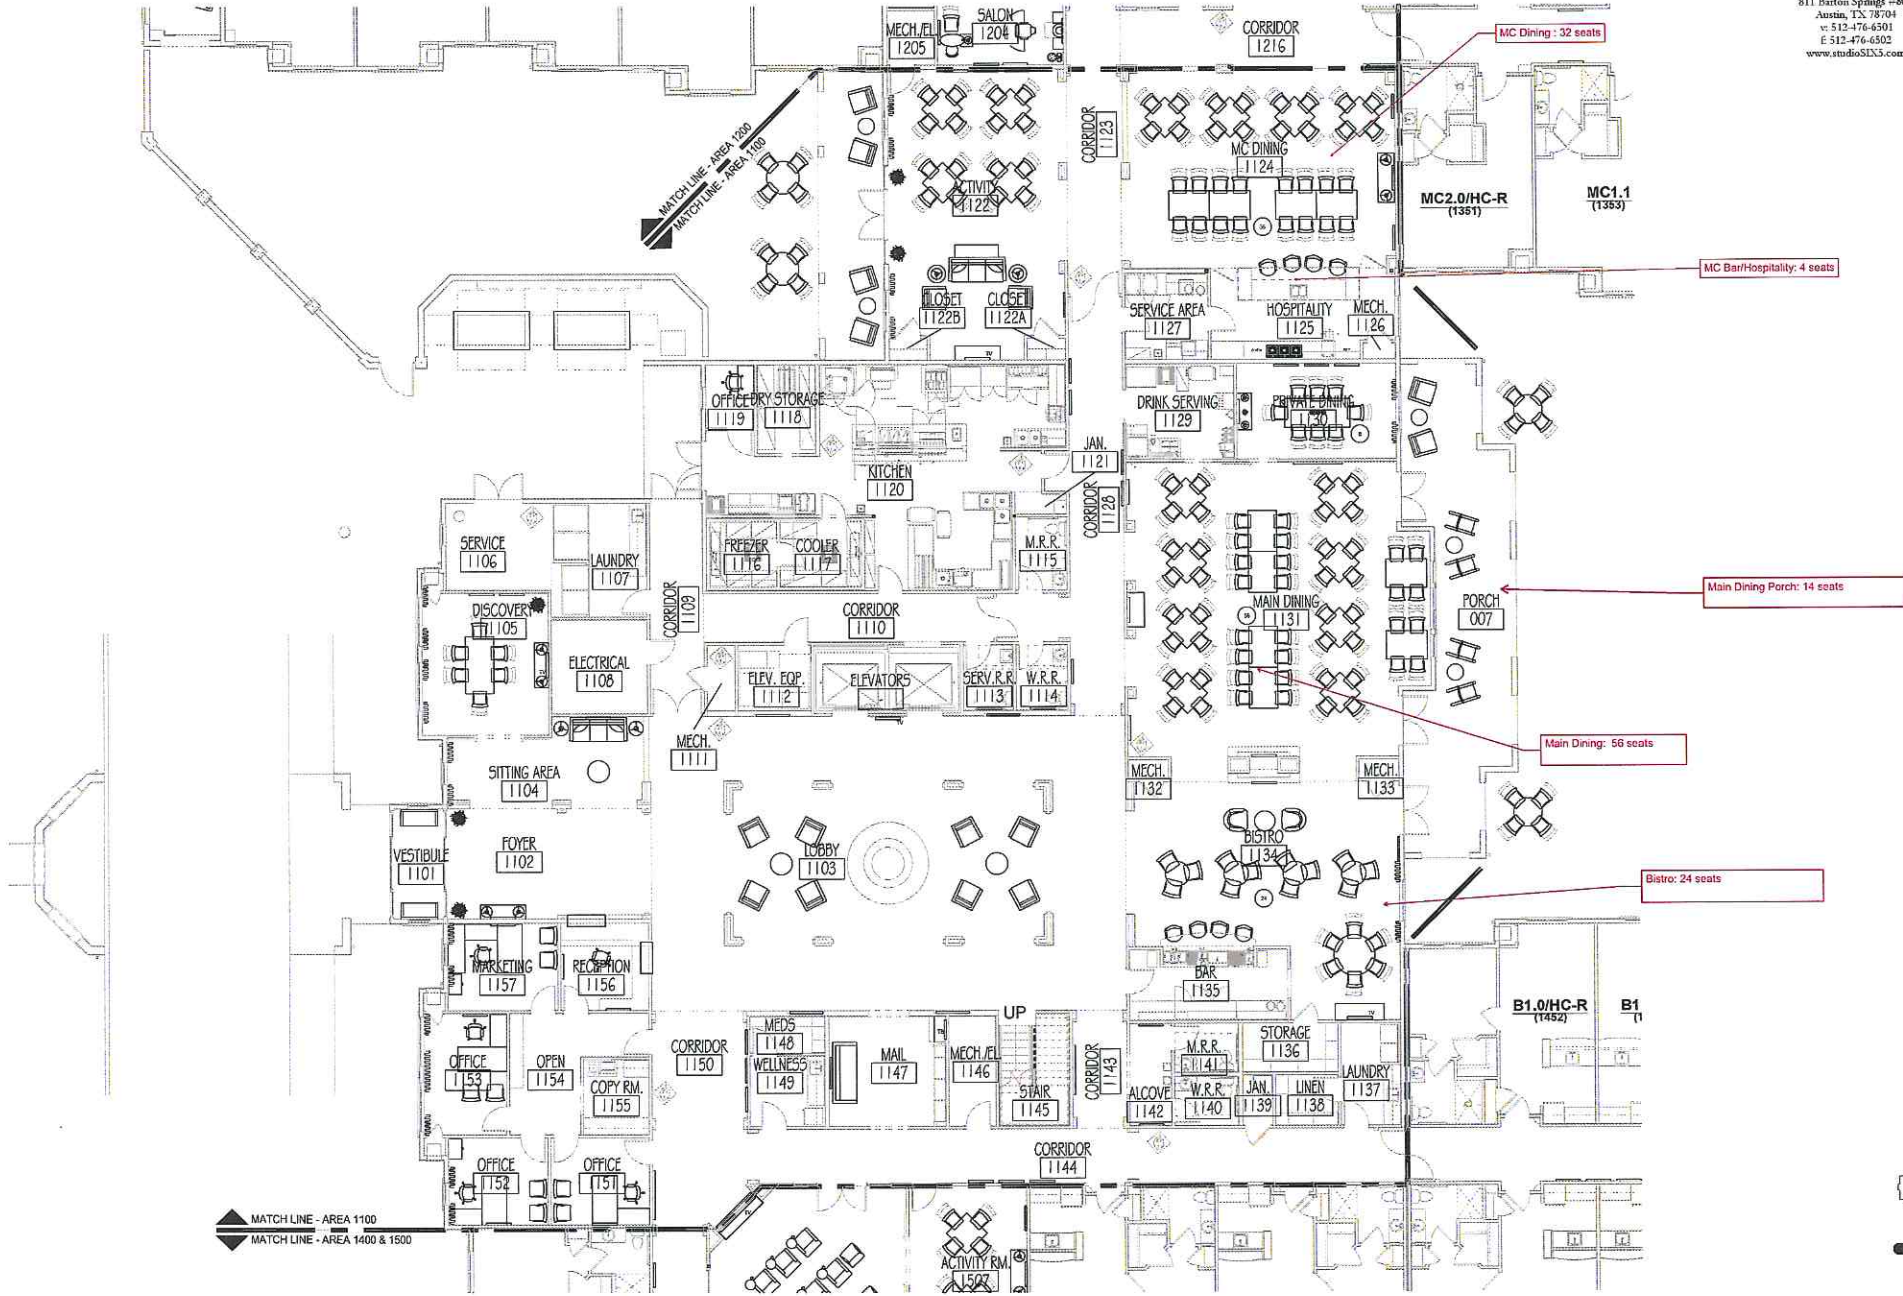 811 Barton Springs #80
Austin, TX 78704
v: 512-476-6501
f: 512-476-6502
www.studioSIX5.com
SALON
1204
MECH./EL
1205
CORRIDOR
1216
MC Dining : 32 seats
MATCH LINE - AREA 1200
MATCH LINE - AREA 1100
CORRIDOR
1123
MC DINING
1124
ACTIVITY
1122
MC2.0/HC-R
(1351)
MC1.1
(1353)
MC Bar/Hospitality: 4 seats
CLOSET
1122B
CLOSET
1122A
SERVICE AREA
1127
HOSPITALITY
1125
MECH.
1126
TV
OFFICE
1119
DRY STORAGE
1118
DRINK SERVING
1129
PRIVATE DINING
1130
JAN.
1121
KITCHEN
1120
CORRIDOR
1128
SERVICE
1106
LAUNDRY
1107
FREEZER
1116
COOLER
1117
M.R.R.
1115
CORRIDOR
1109
DISCOVERY
1105
CORRIDOR
1110
MAIN DINING
1131
PORCH
007
Main Dining Porch: 14 seats
ELECTRICAL
1108
ELEV. EQP.
1112
ELEVATORS
SERV.R.R.
1113
W.R.R.
1114
TV
MECH.
1111
Main Dining: 56 seats
SITTING AREA
1104
MECH.
1132
MECH.
1133
VESTIBULE
1101
FOYER
1102
LOBBY
1103
BISTRO
1134
24
Bistro: 24 seats
MARKETING
1157
RECEPTION
1156
BAR
1135
TV
B1.0/HC-R
(1452)
B1
(1
UP
OFFICE
1153
OPEN
1154
COPY RM.
1155
CORRIDOR
1150
MEDS
1148
WELLNESS
1149
MAIL
1147
MECH./EL
1146
STAIR
1145
CORRIDOR
1143
ALCOVE
1142
M.R.R.
1141
W.R.R.
1140
STORAGE
1136
JAN.
1139
LINEN
1138
LAUNDRY
1137
CORRIDOR
1144
OFFICE
1152
OFFICE
1151
MATCH LINE - AREA 1100
MATCH LINE - AREA 1400 & 1500
TV
ACTIVITY RM.
1507